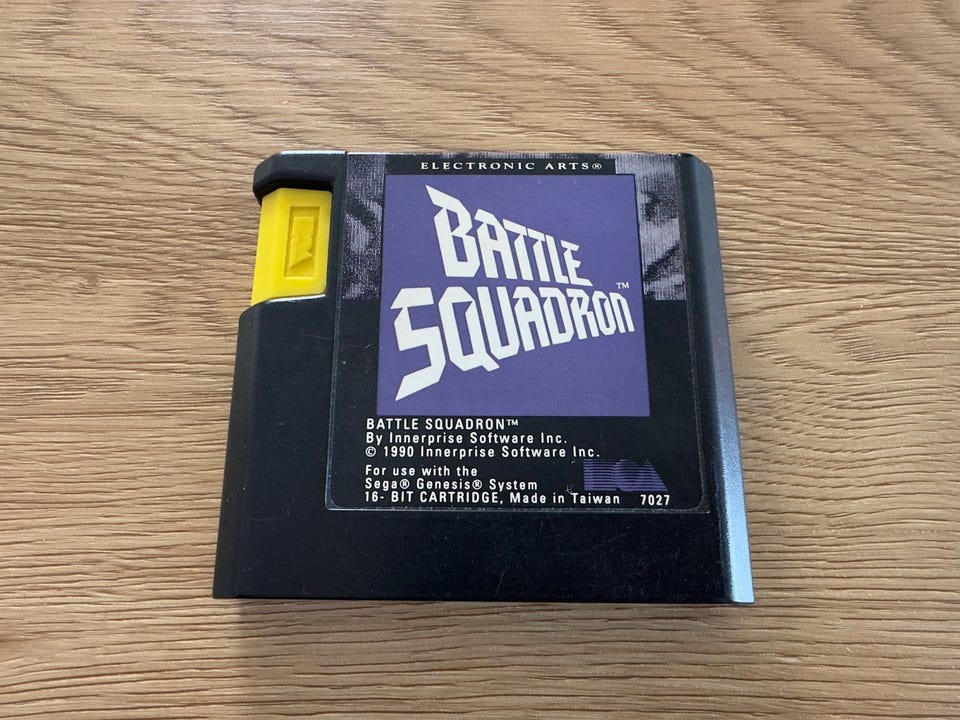 ELECTRONIC ARTS®
BATTLE
SQUADRON™
BATTLE SQUADRON™
By Innerprise Software Inc.
© 1990 Innerprise Software Inc.
For use with the
Sega® Genesis® System
16- BIT CARTRIDGE, Made in Taiwan 7027